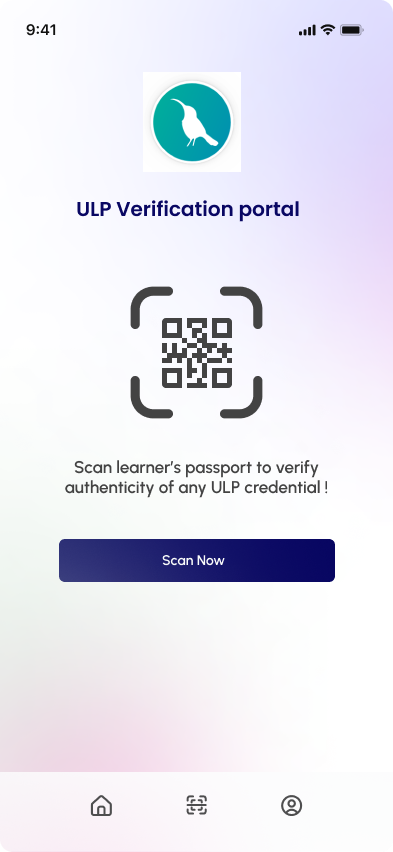 9:41
ULP Verification portal
Scan learner’s passport to verify
authenticity of any ULP credential !
Scan Now